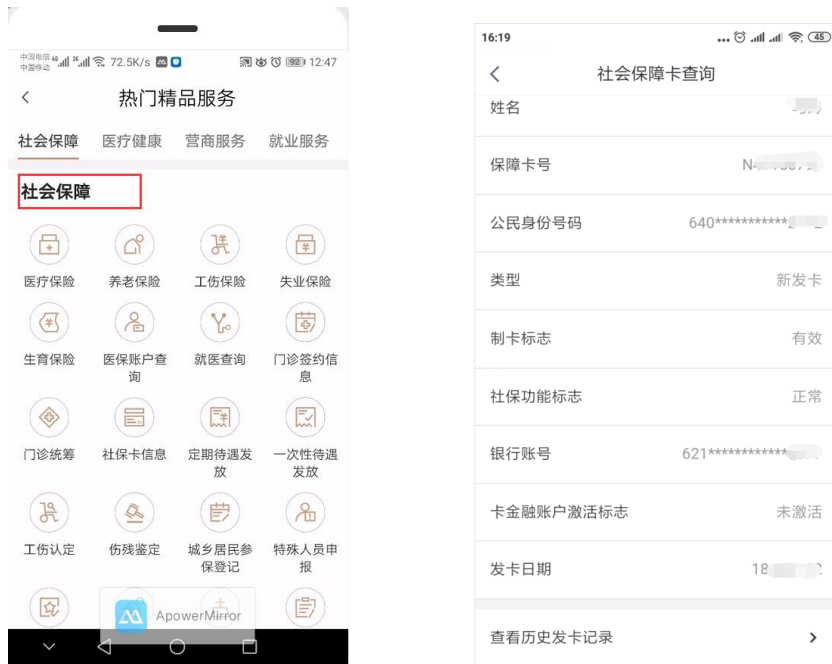 中国电信
中国移动
72.5K/s
92
12:47
热门精品服务
社会保障 医疗健康 营商服务 就业服务
社会保障
医疗保险 养老保险 工伤保险 失业保险
生育保险 医保账户查 就医查询 门诊签约信
询 息
门诊统筹 社保卡信息 定期待遇发 一次性待遇
放 发放
工伤认定 伤残鉴定 城乡居民参 特殊人员申
保登记 报
ApowerMirror
16:19
45
社会保障卡查询
姓名
保障卡号
公民身份号码 640************
类型 新发卡
制卡标志 有效
社保功能标志 正常
银行账号 621*************
卡金融账户激活标志 未激活
发卡日期 18
查看历史发卡记录